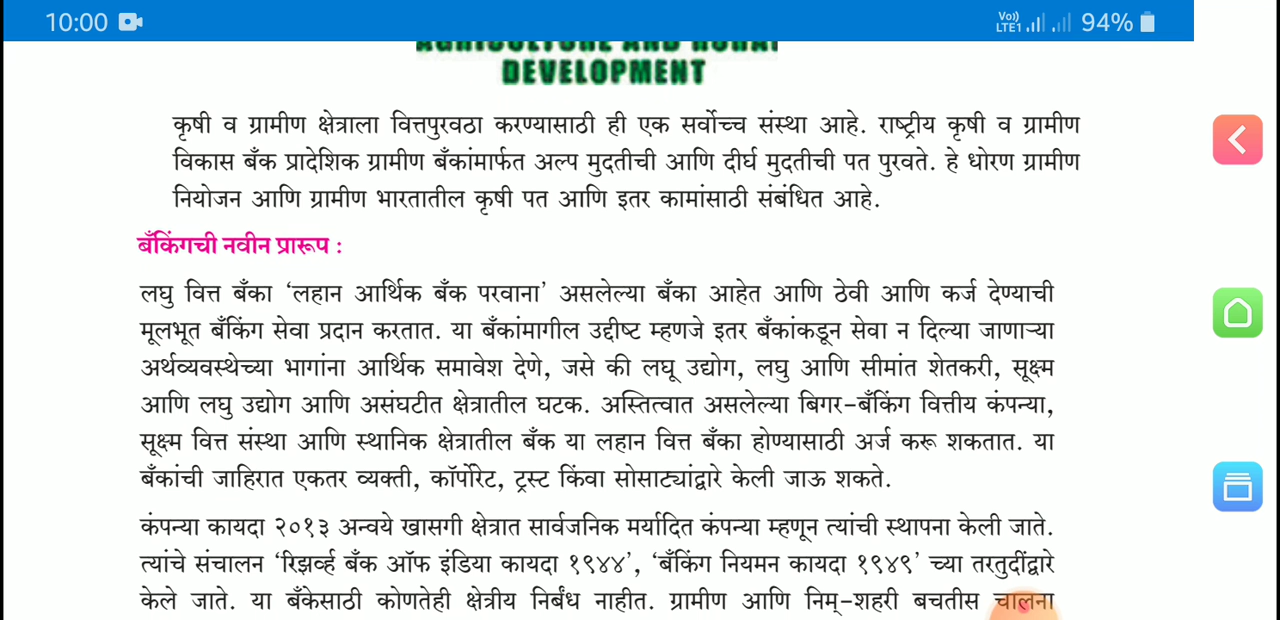 10:00
Vo)) LTE1 94%
AGRICULTURE AND RURAL
DEVELOPMENT
कृषी व ग्रामीण क्षेत्राला वित्तपुरवठा करण्यासाठी ही एक सर्वोच्च संस्था आहे. राष्ट्रीय कृषी व ग्रामीण
विकास बँक प्रादेशिक ग्रामीण बँकांमार्फत अल्प मुदतीची आणि दीर्घ मुदतीची पत पुरवते. हे धोरण ग्रामीण
नियोजन आणि ग्रामीण भारतातील कृषी पत आणि इतर कामांसाठी संबंधित आहे.
बँकिंगची नवीन प्रारूप :
लघु वित्त बँका ‘लहान आर्थिक बँक परवाना’ असलेल्या बँका आहेत आणि ठेवी आणि कर्ज देण्याची
मूलभूत बँकिंग सेवा प्रदान करतात. या बँकांमागील उद्दीष्ट म्हणजे इतर बँकांकडून सेवा न दिल्या जाणाऱ्या
अर्थव्यवस्थेच्या भागांना आर्थिक समावेश देणे, जसे की लघू उद्योग, लघु आणि सीमांत शेतकरी, सूक्ष्म
आणि लघु उद्योग आणि असंघटीत क्षेत्रातील घटक. अस्तित्वात असलेल्या बिगर-बँकिंग वित्तीय कंपन्या,
सूक्ष्म वित्त संस्था आणि स्थानिक क्षेत्रातील बँक या लहान वित्त बँका होण्यासाठी अर्ज करू शकतात. या
बँकांची जाहिरात एकतर व्यक्ती, कॉर्पोरेट, ट्रस्ट किंवा सोसाट्यांद्वारे केली जाऊ शकते.
कंपन्या कायदा २०१३ अन्वये खासगी क्षेत्रात सार्वजनिक मर्यादित कंपन्या म्हणून त्यांची स्थापना केली जाते.
त्यांचे संचालन ‘रिझर्व्ह बँक ऑफ इंडिया कायदा १९४४’, ‘बँकिंग नियमन कायदा १९४९’ च्या तरतुदींद्वारे
केले जाते. या बँकेसाठी कोणतेही क्षेत्रीय निर्बंध नाहीत. ग्रामीण आणि निम्-शहरी बचतीस चालना